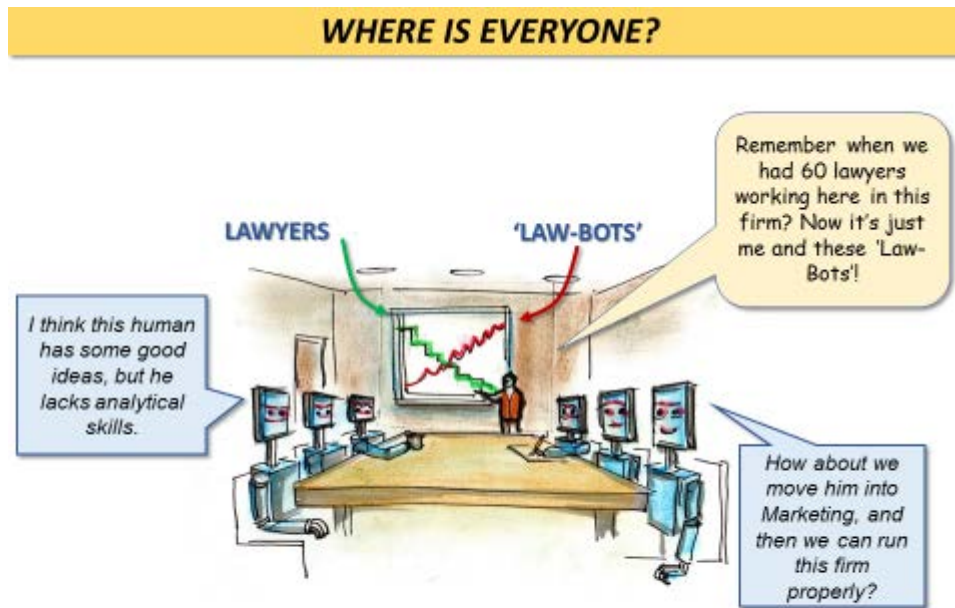 WHERE IS EVERYONE?
Remember when we
had 60 lawyers
working here in this
firm? Now it's just
me and these 'Law-
Bots'!
LAWYERS
'LAW-BOTS'
I think this human
has some good
ideas, but he
lacks analytical
skills.
How about we
move him into
Marketing, and
then we can run
this firm
properly?